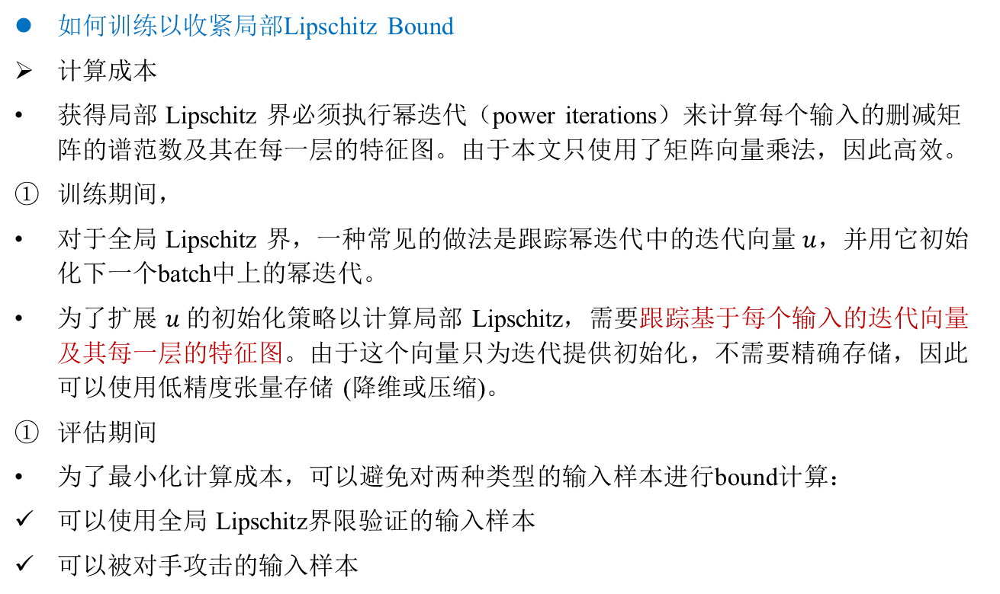 ● 如何训练以收紧局部Lipschitz Bound
➢ 计算成本
• 获得局部 Lipschitz 界必须执行幂迭代（power iterations）来计算每个输入的删减矩
阵的谱范数及其在每一层的特征图。由于本文只使用了矩阵向量乘法，因此高效。
① 训练期间，
• 对于全局 Lipschitz 界，一种常见的做法是跟踪幂迭代中的迭代向量 u，并用它初始
化下一个batch中上的幂迭代。
• 为了扩展 u 的初始化策略以计算局部 Lipschitz，需要跟踪基于每个输入的迭代向量
及其每一层的特征图。由于这个向量只为迭代提供初始化，不需要精确存储，因此
可以使用低精度张量存储 (降维或压缩)。
① 评估期间
• 为了最小化计算成本，可以避免对两种类型的输入样本进行bound计算：
✓ 可以使用全局 Lipschitz界限验证的输入样本
✓ 可以被对手攻击的输入样本